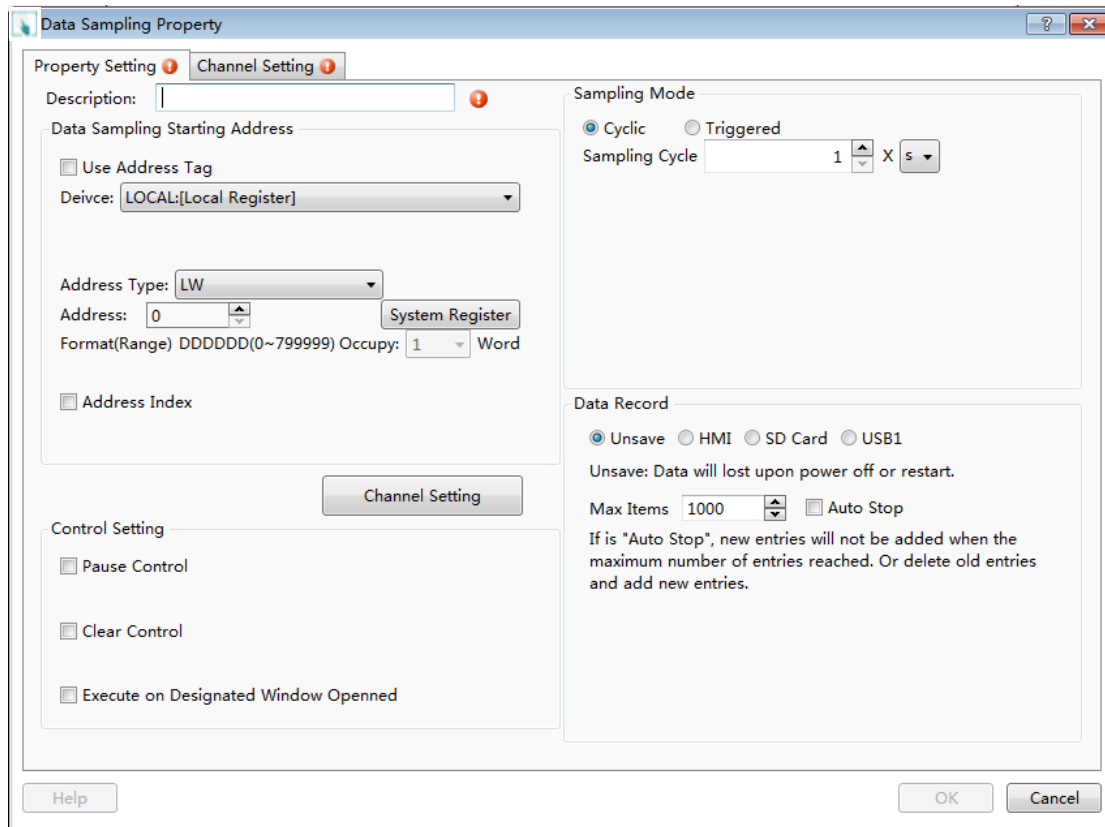 Data Sampling Property
Property Setting Channel Setting
Description:
Data Sampling Starting Address
Use Address Tag
Deivce: LOCAL:[Local Register]
Address Type: LW
Address: 0 System Register
Format(Range) DDDDDD(0~799999) Occupy: 1 Word
Address Index
Channel Setting
Control Setting
Pause Control
Clear Control
Execute on Designated Window Openned
Sampling Mode
Cyclic Triggered
Sampling Cycle 1 X s
Data Record
Unsave HMI SD Card USB1
Unsave: Data will lost upon power off or restart.
Max Items 1000 Auto Stop
If is "Auto Stop", new entries will not be added when the
maximum number of entries reached. Or delete old entries
and add new entries.
Help OK Cancel